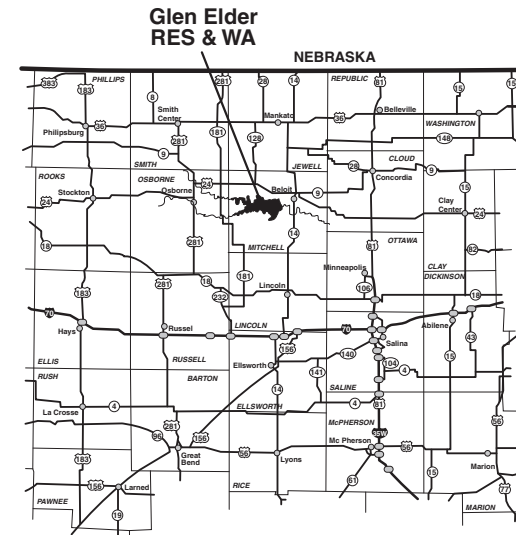 Glen Elder
RES & WA
NEBRASKA
383
183
PHILLIPS
8
281
28
14
REPUBLIC
81
15
15
Smith
Center
Mankato
Belleville
Philipsburg
36
281
181
128
36
WASHINGTON
148
9
SMITH
JEWELL
28
CLOUD
9
ROOKS
OSBORNE
24
Beloit
9
Concordia
15
Stockton
Osborne
24
Clay
Center
24
14
18
281
MITCHELL
81
OTTAWA
82
Minneapolis
CLAY
DICKINSON
183
281
18
181
Lincoln
106
232
18
70
Hays
Russel
LINCOLN
70
Salina
Abilene
43
156
140
15
ELLIS
RUSSELL
Ellsworth
141
104
4
RUSH
BARTON
14
SALINE
La Crosse
4
ELLSWORTH
4
81
56
96
281
156
McPHERSON
35W
183
Great
Bend
56
Lyons
Mc Pherson
56
Marion
156
Larned
RICE
61
15
77
PAWNEE
19
MARION